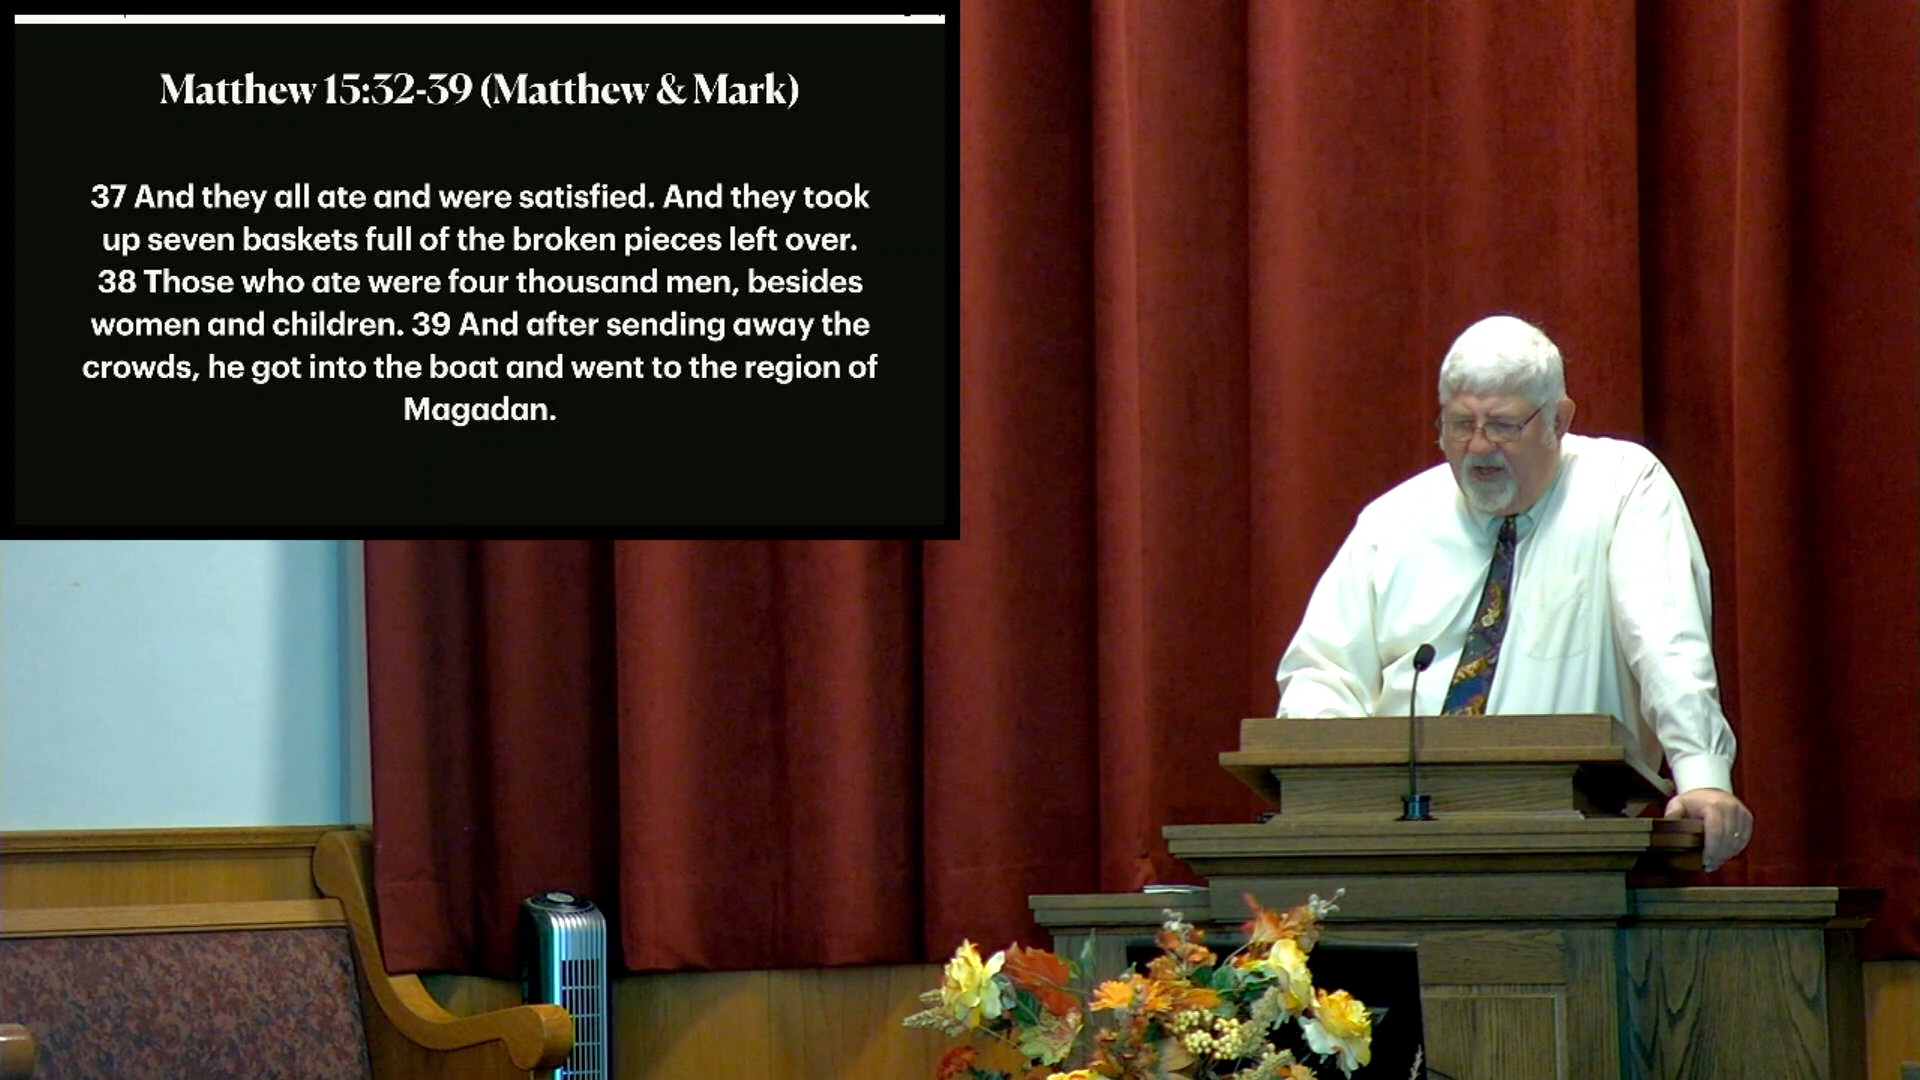 Matthew 15:32-39 (Matthew & Mark)
37 And they all ate and were satisfied. And they took
up seven baskets full of the broken pieces left over.
38 Those who ate were four thousand men, besides
women and children. 39 And after sending away the
crowds, he got into the boat and went to the region of
Magadan.